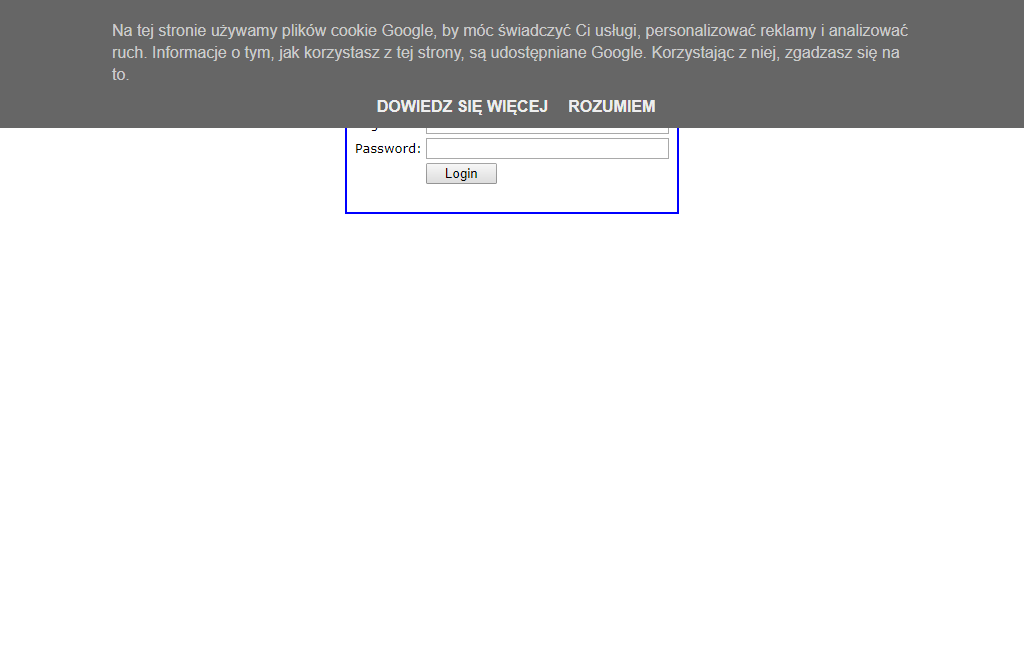 Na tej stronie używamy plików cookie Google, by móc świadczyć Ci usługi, personalizować reklamy i analizować
ruch. Informacje o tym, jak korzystasz z tej strony, są udostępniane Google. Korzystając z niej, zgadzasz się na
to.
DOWIEDZ SIĘ WIĘCEJ ROZUMIEM
Password:
Login